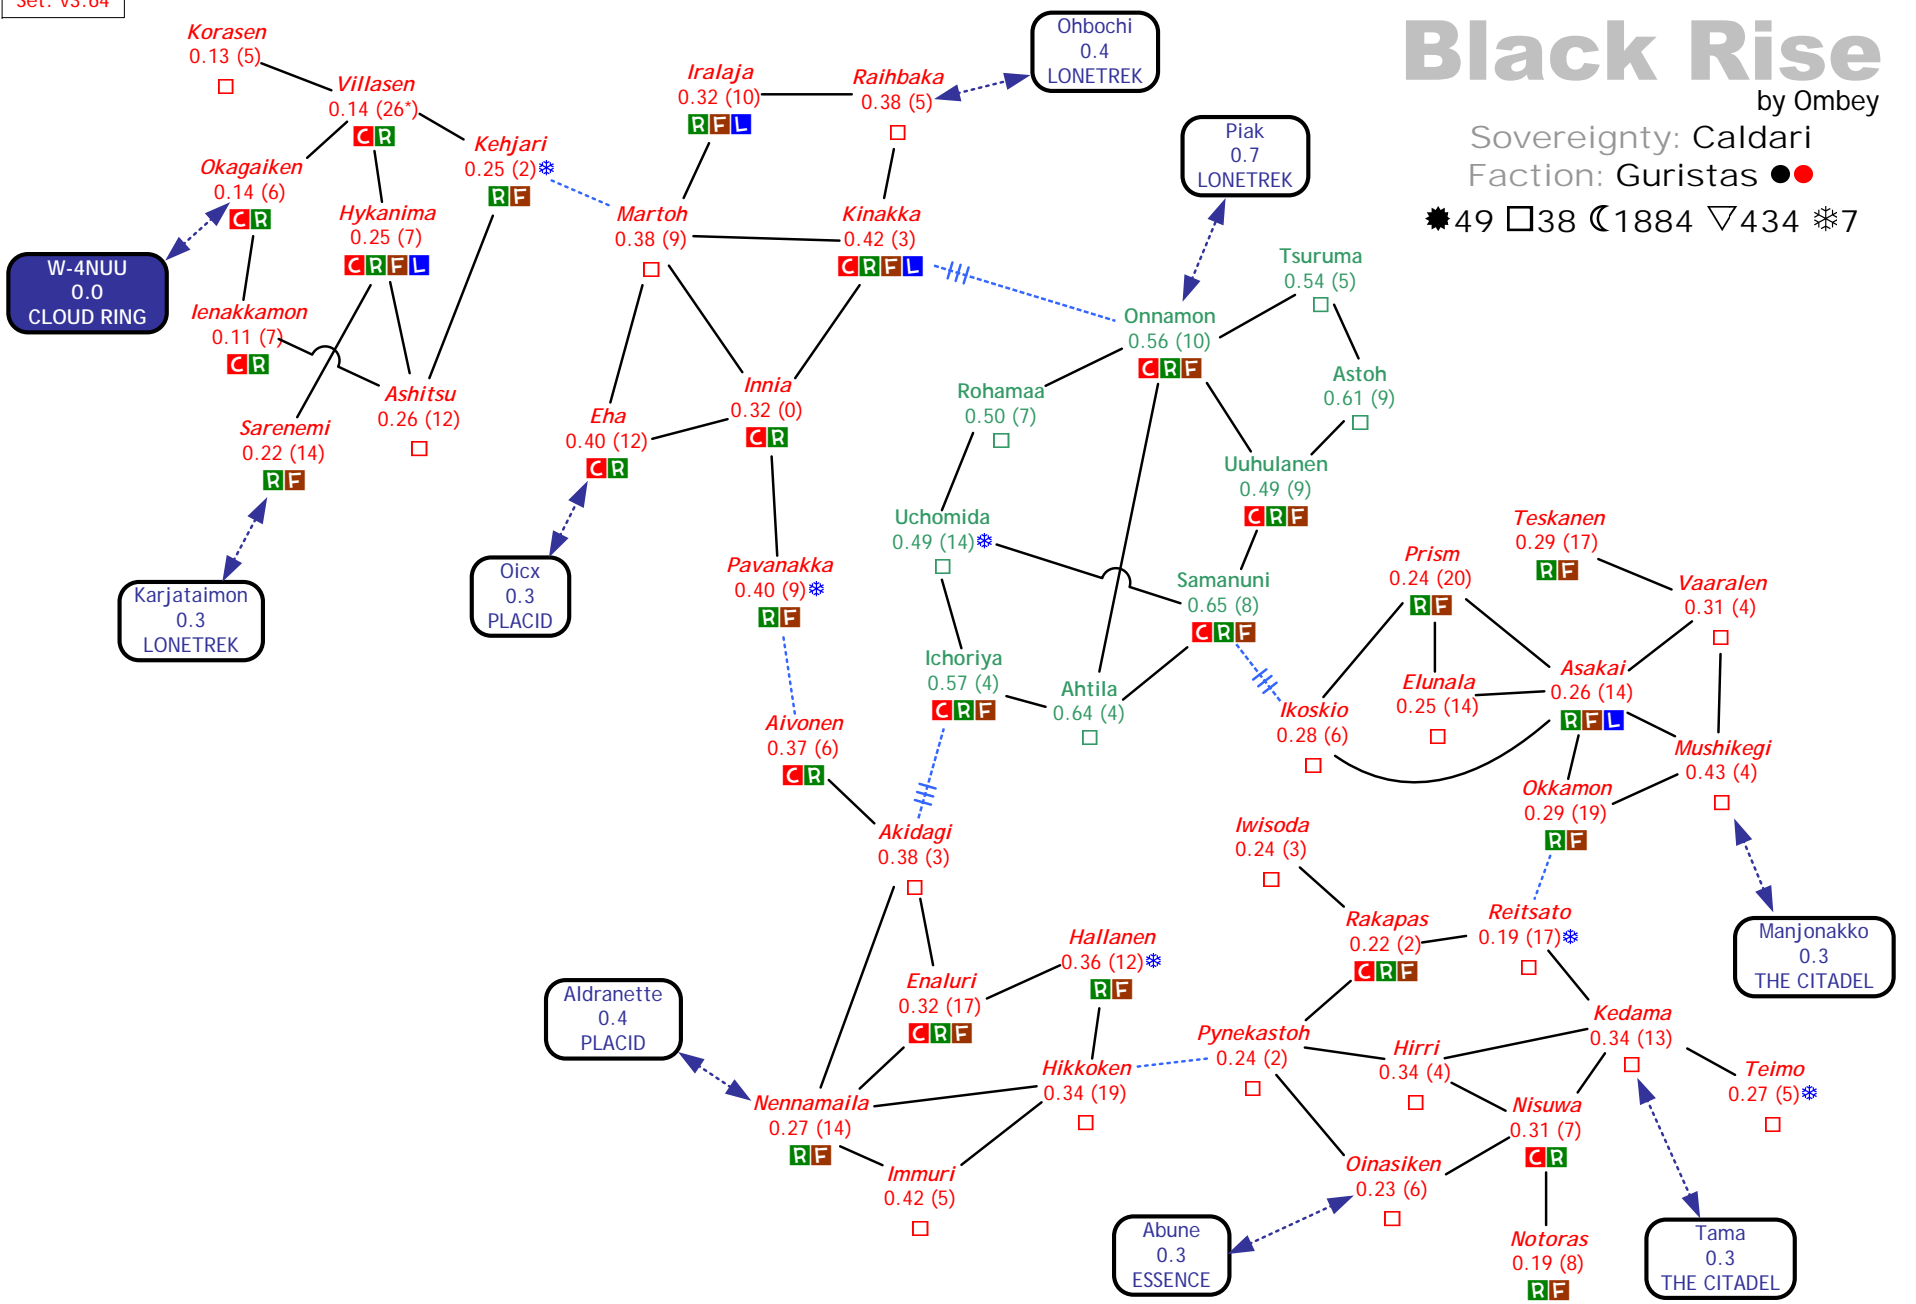 Set: v3.64
Black Rise
by Ombey
Sovereignty: Caldari
Faction: Guristas
49 38 1884 434 7
Korasen
0.13 (5)
Villasen
0.14 (26*)
C R
Kehjari
0.25 (2)
R F
Okagaiken
0.14 (6)
C R
Hykanima
0.25 (7)
C R F L
W-4NUU
0.0
CLOUD RING
Ienakkamon
0.11 (7)
C R
Ashitsu
0.26 (12)
Sarenemi
0.22 (14)
R F
Karjataimon
0.3
LONETREK
Iralaja
0.32 (10)
R F L
Raihbaka
0.38 (5)
Ohbochi
0.4
LONETREK
Martoh
0.38 (9)
Kinakka
0.42 (3)
C R F L
Innia
0.32 (0)
C R
Eha
0.40 (12)
C R
Oicx
0.3
PLACID
Pavanakka
0.40 (9)
R F
Aivonen
0.37 (6)
C R
Piak
0.7
LONETREK
Tsuruma
0.54 (5)
Onnamon
0.56 (10)
C R F
Astoh
0.61 (9)
Rohamaa
0.50 (7)
Uuhulanen
0.49 (9)
C R F
Uchomida
0.49 (14)
Samanuni
0.65 (8)
C R F
Ichoriya
0.57 (4)
C R F
Ahtila
0.64 (4)
Teskanen
0.29 (17)
R F
Prism
0.24 (20)
R F
Vaaralen
0.31 (4)
Elunala
0.25 (14)
Asakai
0.26 (14)
R F L
Ikoskio
0.28 (6)
Mushikegi
0.43 (4)
Okkamon
0.29 (19)
R F
Manjonakko
0.3
THE CITADEL
Akidagi
0.38 (3)
Hallanen
0.36 (12)
R F
Enaluri
0.32 (17)
C R F
Aldranette
0.4
PLACID
Hikkoken
0.34 (19)
Nennamaila
0.27 (14)
R F
Immuri
0.42 (5)
Iwisoda
0.24 (3)
Rakapas
0.22 (2)
C R F
Reitsato
0.19 (17)
Kedama
0.34 (13)
Pynekastoh
0.24 (2)
Hirri
0.34 (4)
Teimo
0.27 (5)
Nisuwa
0.31 (7)
C R
Oinasiken
0.23 (6)
Abune
0.3
ESSENCE
Notoras
0.19 (8)
R F
Tama
0.3
THE CITADEL